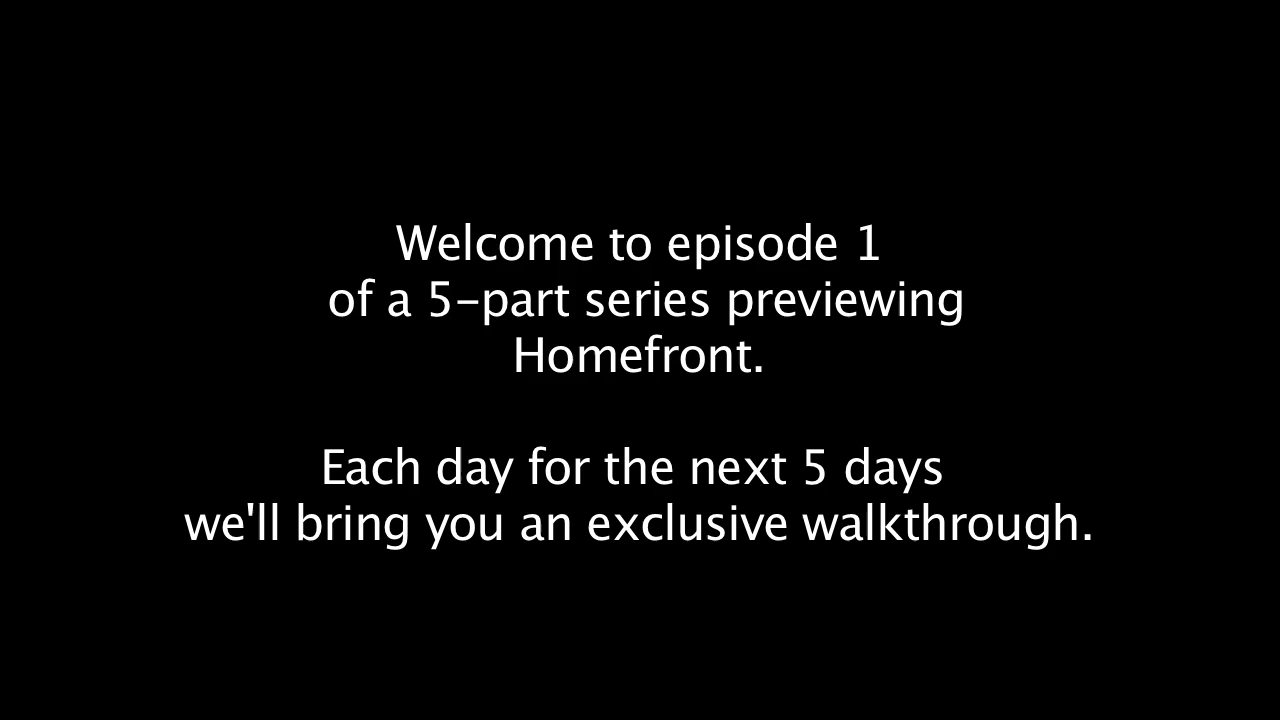 Welcome to episode 1
of a 5-part series previewing
Homefront.
Each day for the next 5 days
we'll bring you an exclusive walkthrough.